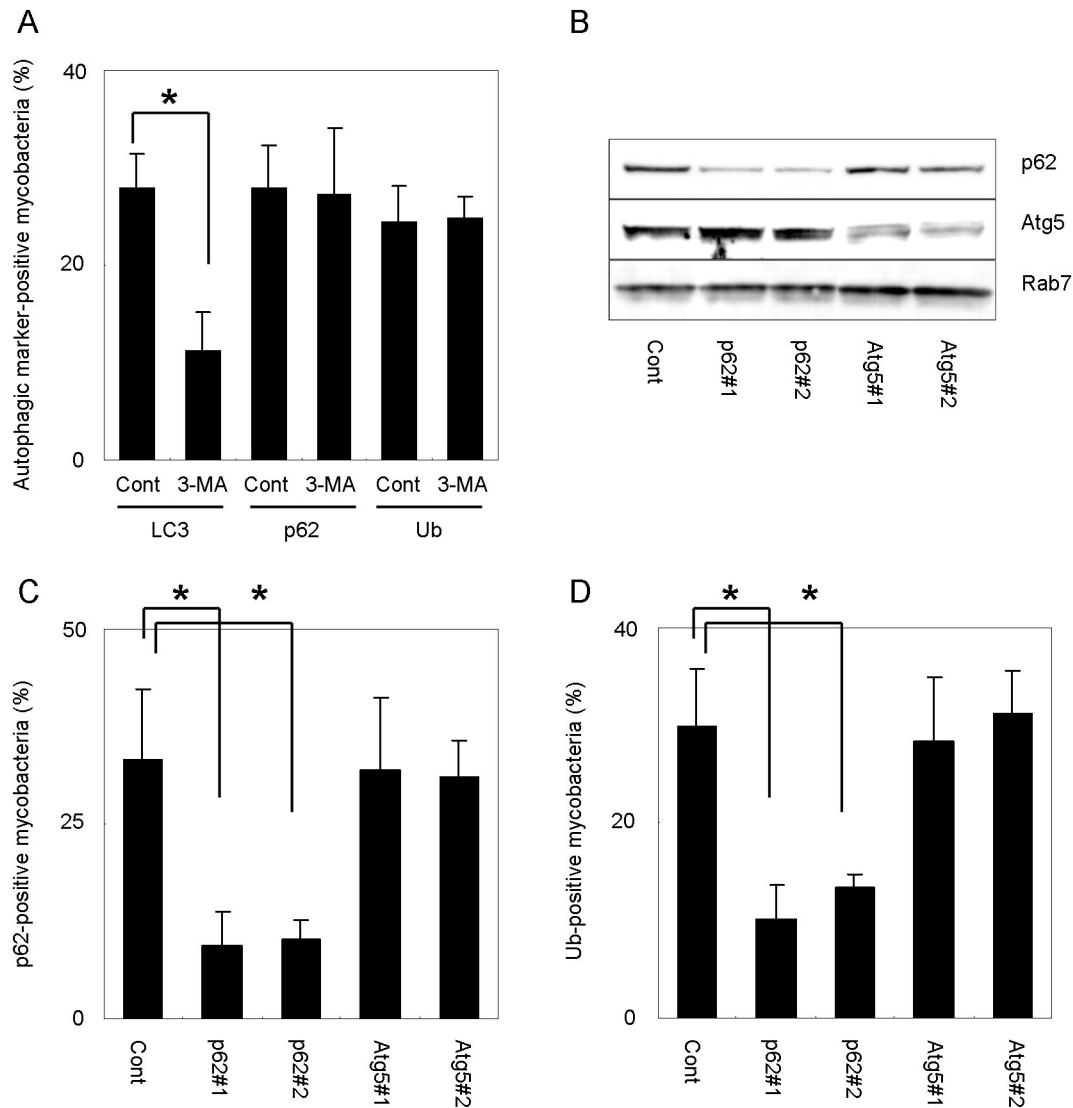 A
Autophagic marker-positive mycobacteria (%)
40
20
0
*
Cont 3-MA Cont 3-MA Cont 3-MA
LC3 p62 Ub
B
p62
Atg5
Rab7
Cont p62#1 p62#2 Atg5#1 Atg5#2
C
p62-positive mycobacteria (%)
50
25
0
* *
Cont p62#1 p62#2 Atg5#1 Atg5#2
D
Ub-positive mycobacteria (%)
40
20
0
* *
Cont p62#1 p62#2 Atg5#1 Atg5#2